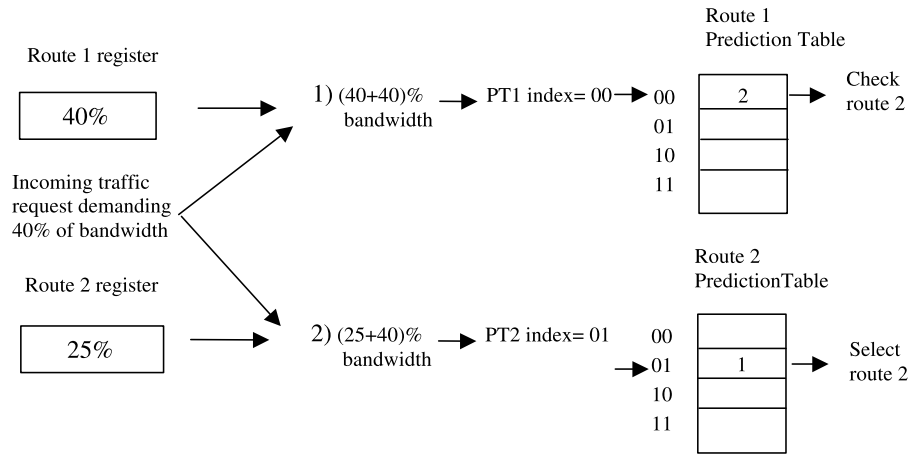 Route 1
Prediction Table
Route 1 register
40%
1) (40+40)%
bandwidth
PT1 index= 00
00
01
10
11
2
Check
route 2
Incoming traffic
request demanding
40% of bandwidth
Route 2
PredictionTable
Route 2 register
25%
2) (25+40)%
bandwidth
PT2 index= 01
00
01
10
11
1
Select
route 2